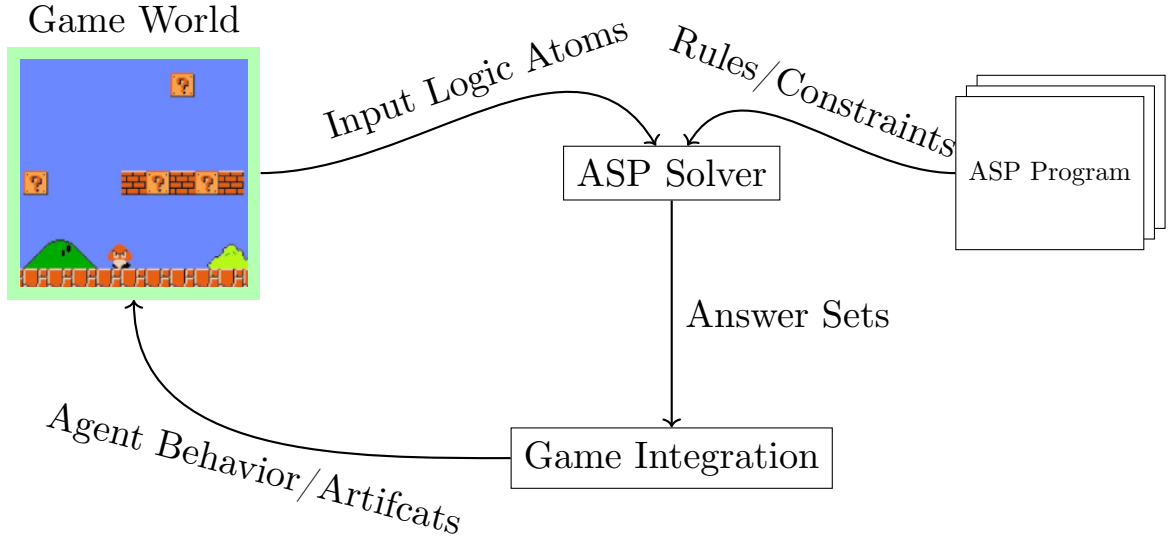 Game World
Input Logic Atoms
Rules/Constraints
?
?
?
?
ASP Solver
ASP Program
Answer Sets
Agent Behavior/Artifcats
Game Integration